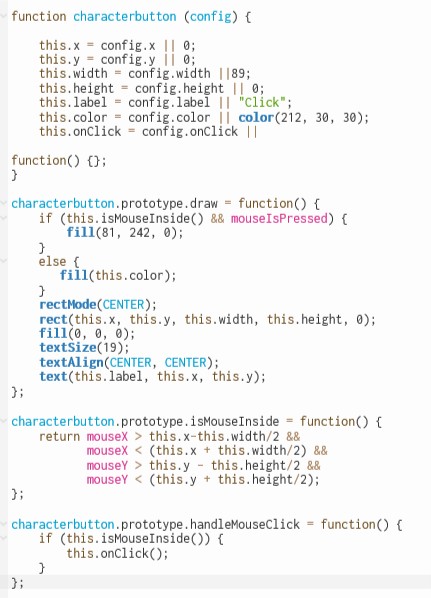 function characterbutton (config) {
this.x = config.x || 0;
this.y = config.y || 0;
this.width = config.width ||89;
this.height = config.height || 0;
this.label = config.label || "Click";
this.color = config.color || color(212, 30, 30);
this.onClick = config.onClick ||
function() {};
}
characterbutton.prototype.draw = function() {
if (this.isMouseInside() && mouseIsPressed) {
fill(81, 242, 0);
}
else {
fill(this.color);
}
rectMode(CENTER);
rect(this.x, this.y, this.width, this.height, 0);
fill(0, 0, 0);
textSize(19);
textAlign(CENTER, CENTER);
text(this.label, this.x, this.y);
};
characterbutton.prototype.isMouseInside = function() {
return mouseX > this.x-this.width/2 &&
mouseX < (this.x + this.width/2) &&
mouseY > this.y - this.height/2 &&
mouseY < (this.y + this.height/2);
};
characterbutton.prototype.handleMouseClick = function() {
if (this.isMouseInside()) {
this.onClick();
}
};